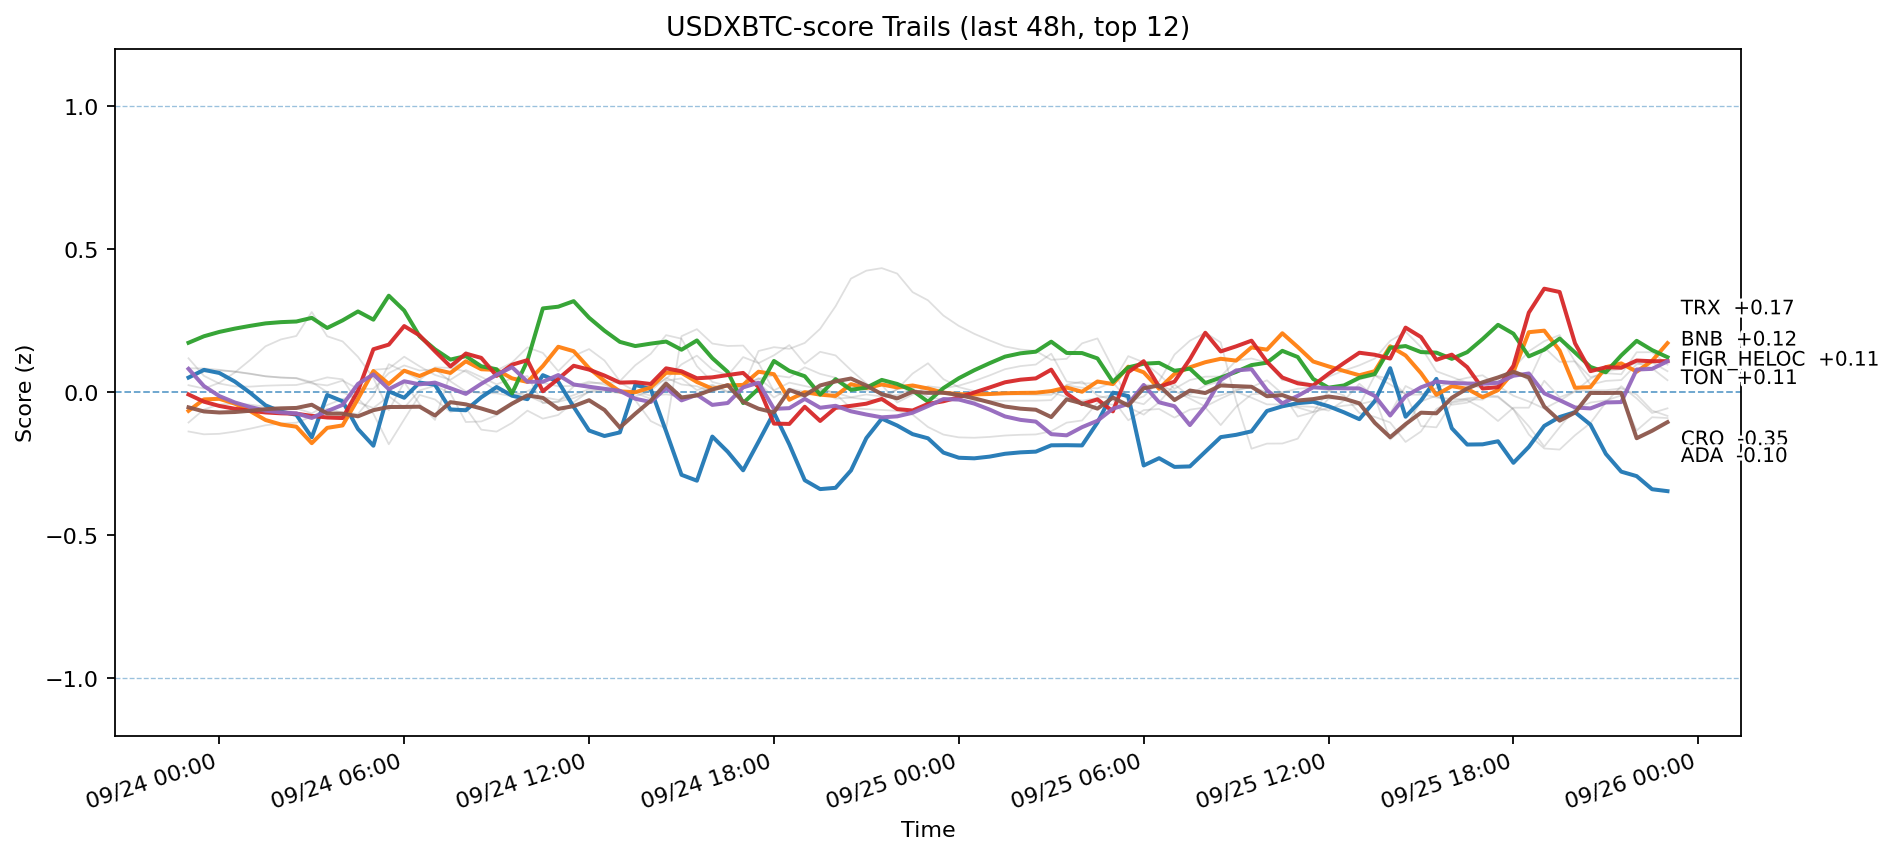 USDXBTC-score Trails (last 48h, top 12)
Score (z)
1.0
0.5
0.0
−0.5
−1.0
TRX +0.17
BNB +0.12
FIGR_HELOC +0.11
TON +0.11
CRO -0.35
ADA -0.10
09/24 00:00
09/24 06:00
09/24 12:00
09/24 18:00
09/25 00:00
09/25 06:00
09/25 12:00
09/25 18:00
09/26 00:00
Time